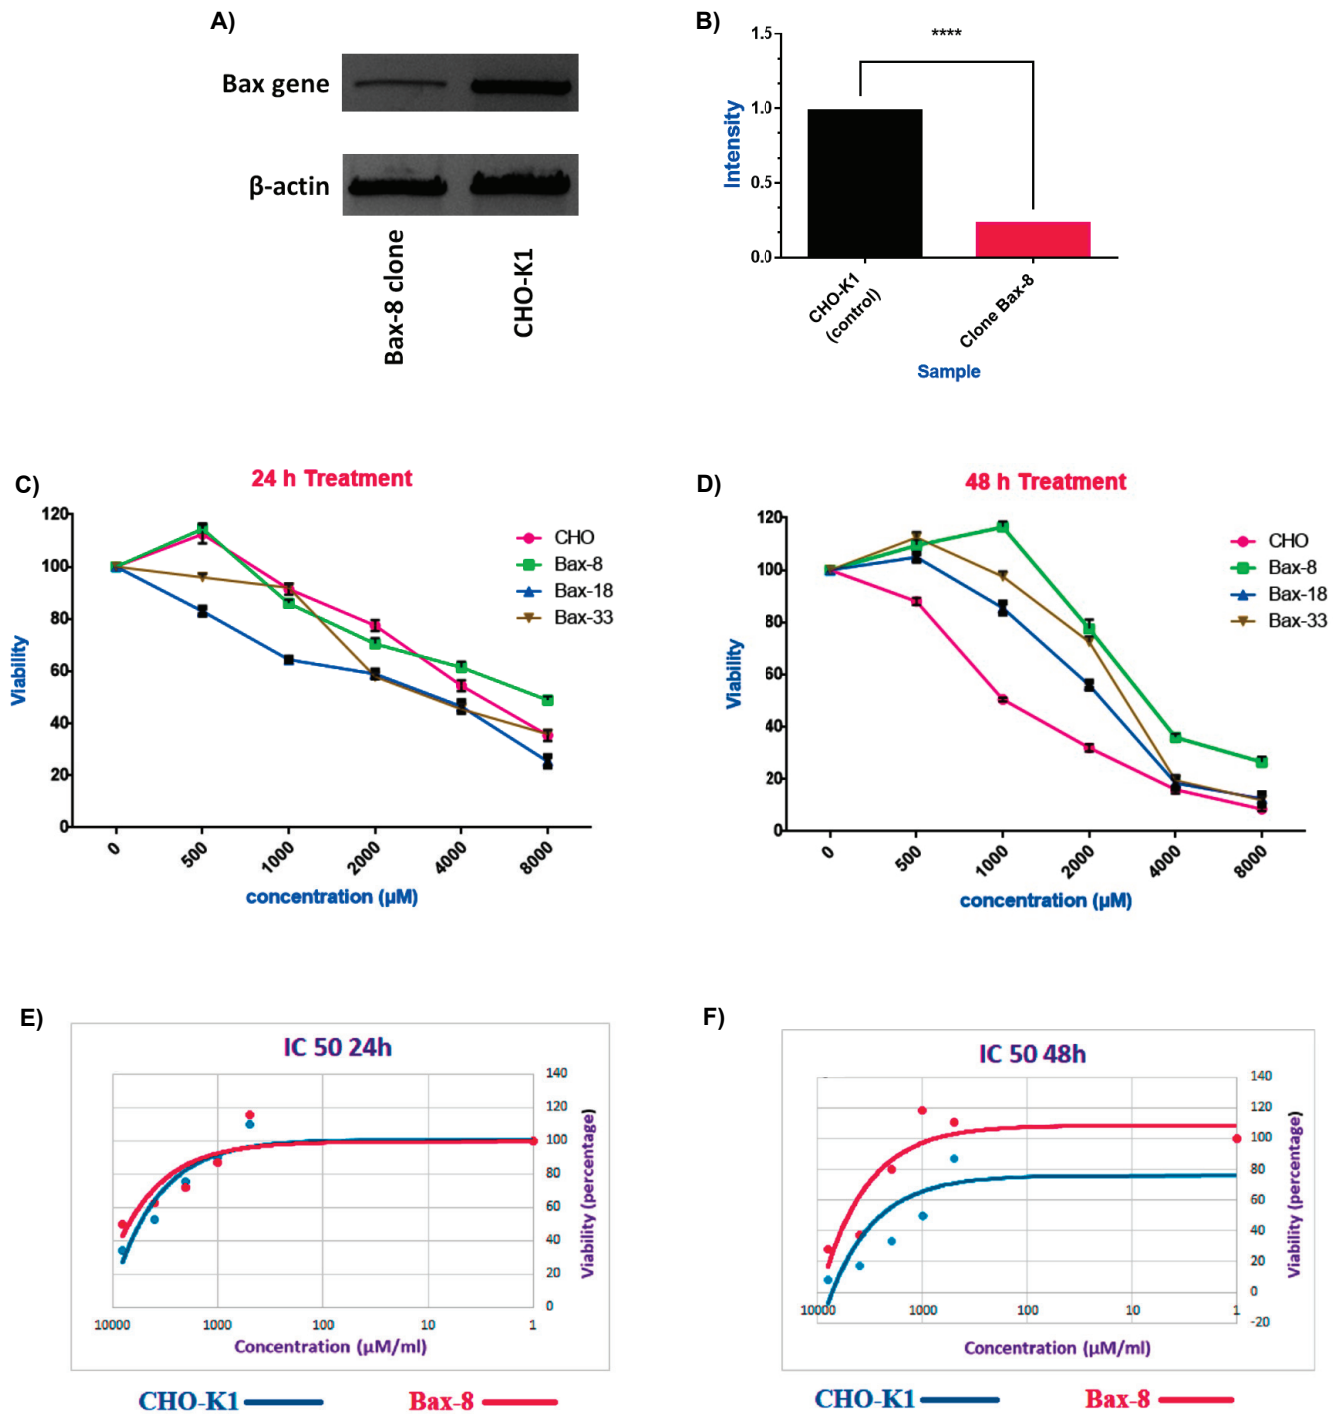 A)
Bax gene
β-actin
Bax-8 clone
CHO-K1
B)
1.5
1.0
0.5
0.0
Intensity
****
CHO-K1
(control)
Clone Bax-8
Sample
C)
24 h Treatment
120
100
80
60
40
20
0
Viability
CHO
Bax-8
Bax-18
Bax-33
0
500
1000
2000
4000
8000
concentration (µM)
D)
48 h Treatment
120
100
80
60
40
20
0
Viability
CHO
Bax-8
Bax-18
Bax-33
0
500
1000
2000
4000
8000
concentration (µM)
E)
IC 50 24h
140
120
100
80
60
40
20
0
Viability (percentage)
10000
1000
100
10
1
Concentration (µM/ml)
CHO-K1
Bax-8
F)
IC 50 48h
140
120
100
80
60
40
20
0
-20
Viability (percentage)
10000
1000
100
10
1
Concentration (µM/ml)
CHO-K1
Bax-8